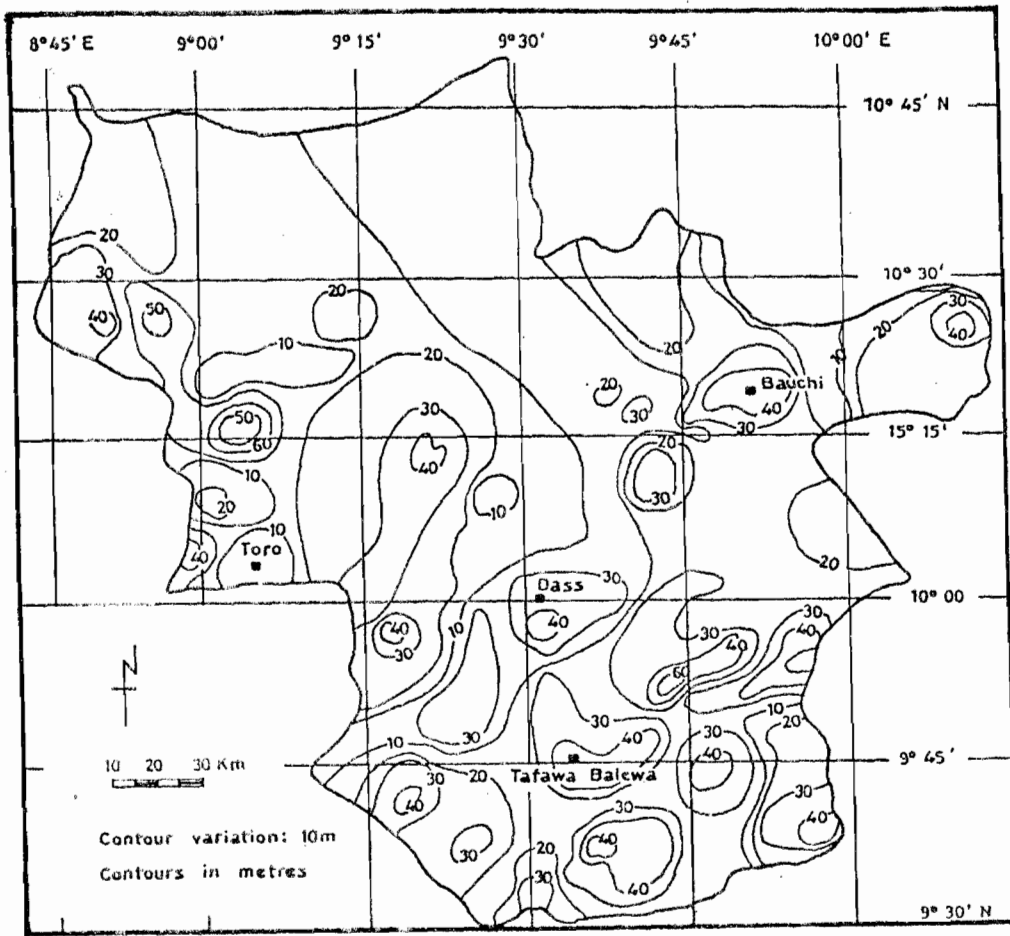 8°45' E 9°00' 9°15' 9°30' 9°45' 10°00' E
10° 45' N
20
30 10° 30'
40 50 20 30
40
20
10 20 10
20 Bauchi
30 20 30 40
50
60 30 15° 15'
20
40
10 30
20 10
Toro
40 10 20
Dass 30
10° 00
40 40 10 30 30
40
N 30 40
60
10
30 30 20
10 40 30
40 9° 45'
10 20 30 Km Tafawa Balewa
30 20
40 30 30
40
Contour variation: 10m 40
30 20
Contours in metres 30 40
9° 30' N